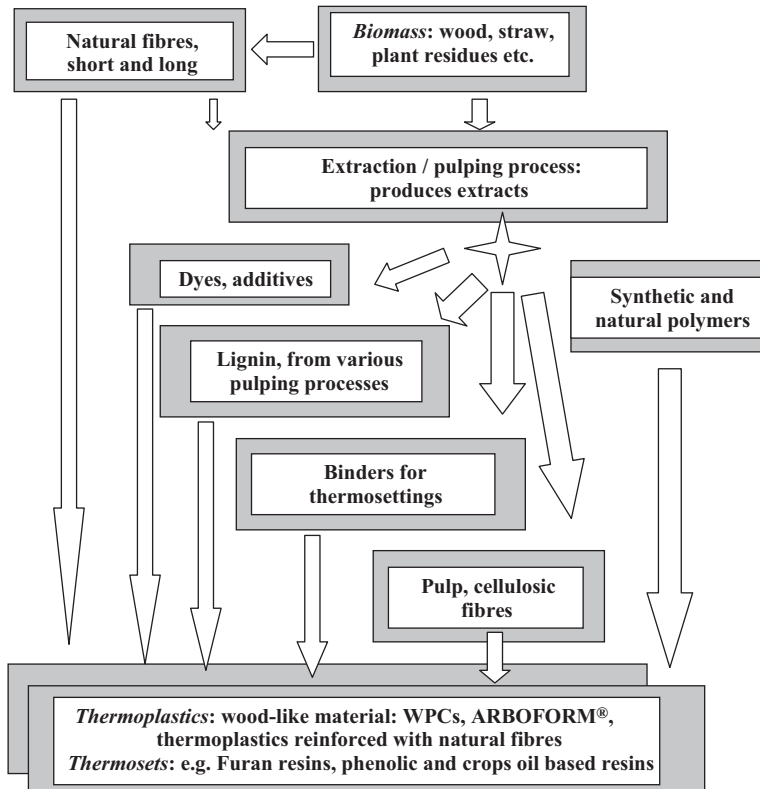 Natural fibres,
short and long
Biomass: wood, straw,
plant residues etc.
Extraction / pulping process:
produces extracts
Dyes, additives
Synthetic and
natural polymers
Lignin, from various
pulping processes
Binders for
thermosettings
Pulp, cellulosic
fibres
Thermoplastics: wood-like material: WPCs, ARBOFORM®,
thermoplastics reinforced with natural fibres
Thermosets: e.g. Furan resins, phenolic and crops oil based resins